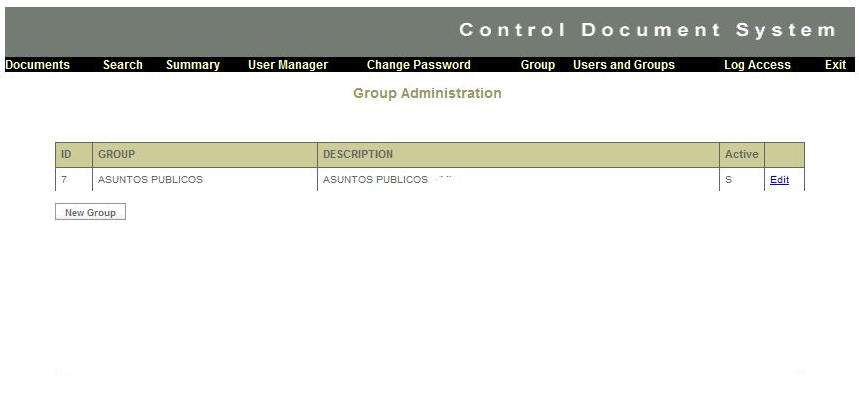 Control Document System
Documents Search Summary User Manager Change Password Group Users and Groups Log Access Exit
Group Administration
ID GROUP DESCRIPTION Active
7 ASUNTOS PUBLICOS ASUNTOS PUBLICOS S Edit
New Group